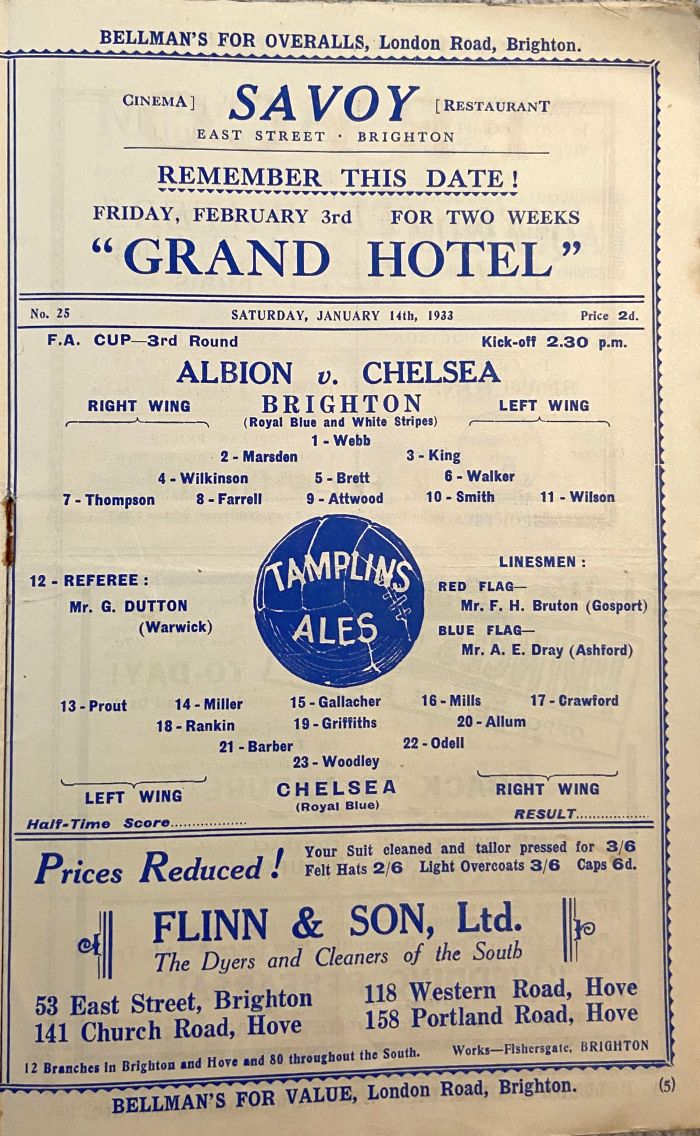 BELLMAN'S FOR OVERALLS, London Road, Brighton.
CINEMA] SAVOY [RESTAURANT
EAST STREET · BRIGHTON
REMEMBER THIS DATE!
FRIDAY, FEBRUARY 3rd FOR TWO WEEKS
"GRAND HOTEL"
No. 25 SATURDAY, JANUARY 14th, 1933 Price 2d.
F.A. CUP—3rd Round Kick-off 2.30 p.m.
ALBION v. CHELSEA
RIGHT WING BRIGHTON LEFT WING
(Royal Blue and White Stripes)
1 - Webb
2 - Marsden 3 - King
4 - Wilkinson 5 - Brett 6 - Walker
7 - Thompson 8 - Farrell 9 - Attwood 10 - Smith 11 - Wilson
TAMPLINS
ALES
12 - REFEREE :
Mr. G. DUTTON
(Warwick)
LINESMEN :
RED FLAG—
Mr. F. H. Bruton (Gosport)
BLUE FLAG—
Mr. A. E. Dray (Ashford)
13 - Prout 14 - Miller 15 - Gallacher 16 - Mills 17 - Crawford
18 - Rankin 19 - Griffiths 20 - Allum
21 - Barber 22 - Odell
23 - Woodley
LEFT WING CHELSEA RIGHT WING
(Royal Blue)
Half-Time Score.................. RESULT..................
Prices Reduced! Your Suit cleaned and tailor pressed for 3/6
Felt Hats 2/6 Light Overcoats 3/6 Caps 6d.
FLINN & SON, Ltd.
The Dyers and Cleaners of the South
53 East Street, Brighton 118 Western Road, Hove
141 Church Road, Hove 158 Portland Road, Hove
12 Branches in Brighton and Hove and 80 throughout the South. Works—Fishersgate, BRIGHTON
BELLMAN'S FOR VALUE, London Road, Brighton. (5)